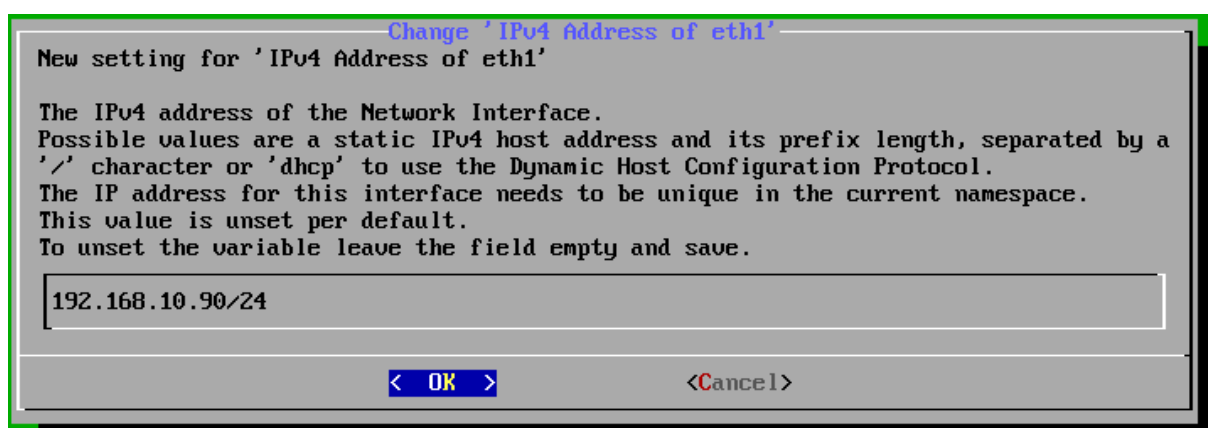 Change 'IPv4 Address of eth1'
New setting for 'IPv4 Address of eth1'
The IPv4 address of the Network Interface.
Possible values are a static IPv4 host address and its prefix length, separated by a
'/' character or 'dhcp' to use the Dynamic Host Configuration Protocol.
The IP address for this interface needs to be unique in the current namespace.
This value is unset per default.
To unset the variable leave the field empty and save.
192.168.10.90/24
< OK > <Cancel>